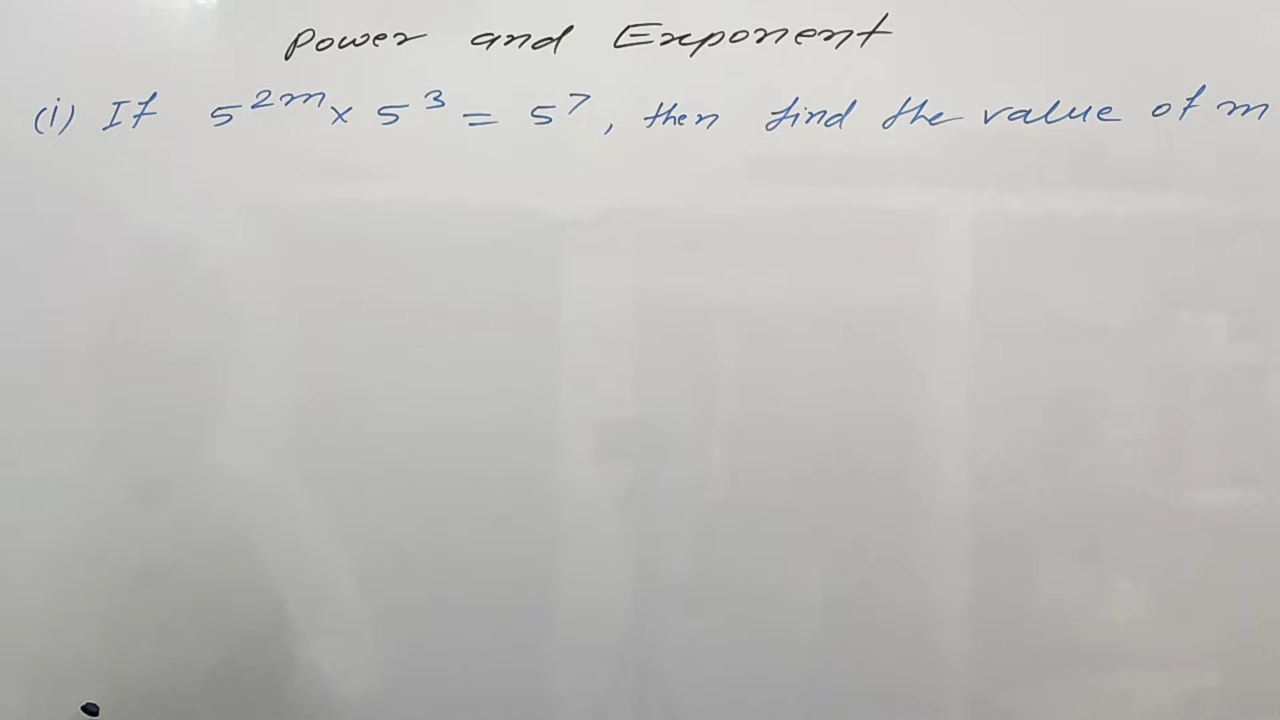 Power and Exponent
(i) If 5^{2m} × 5^3 = 5^7, then find the value of m